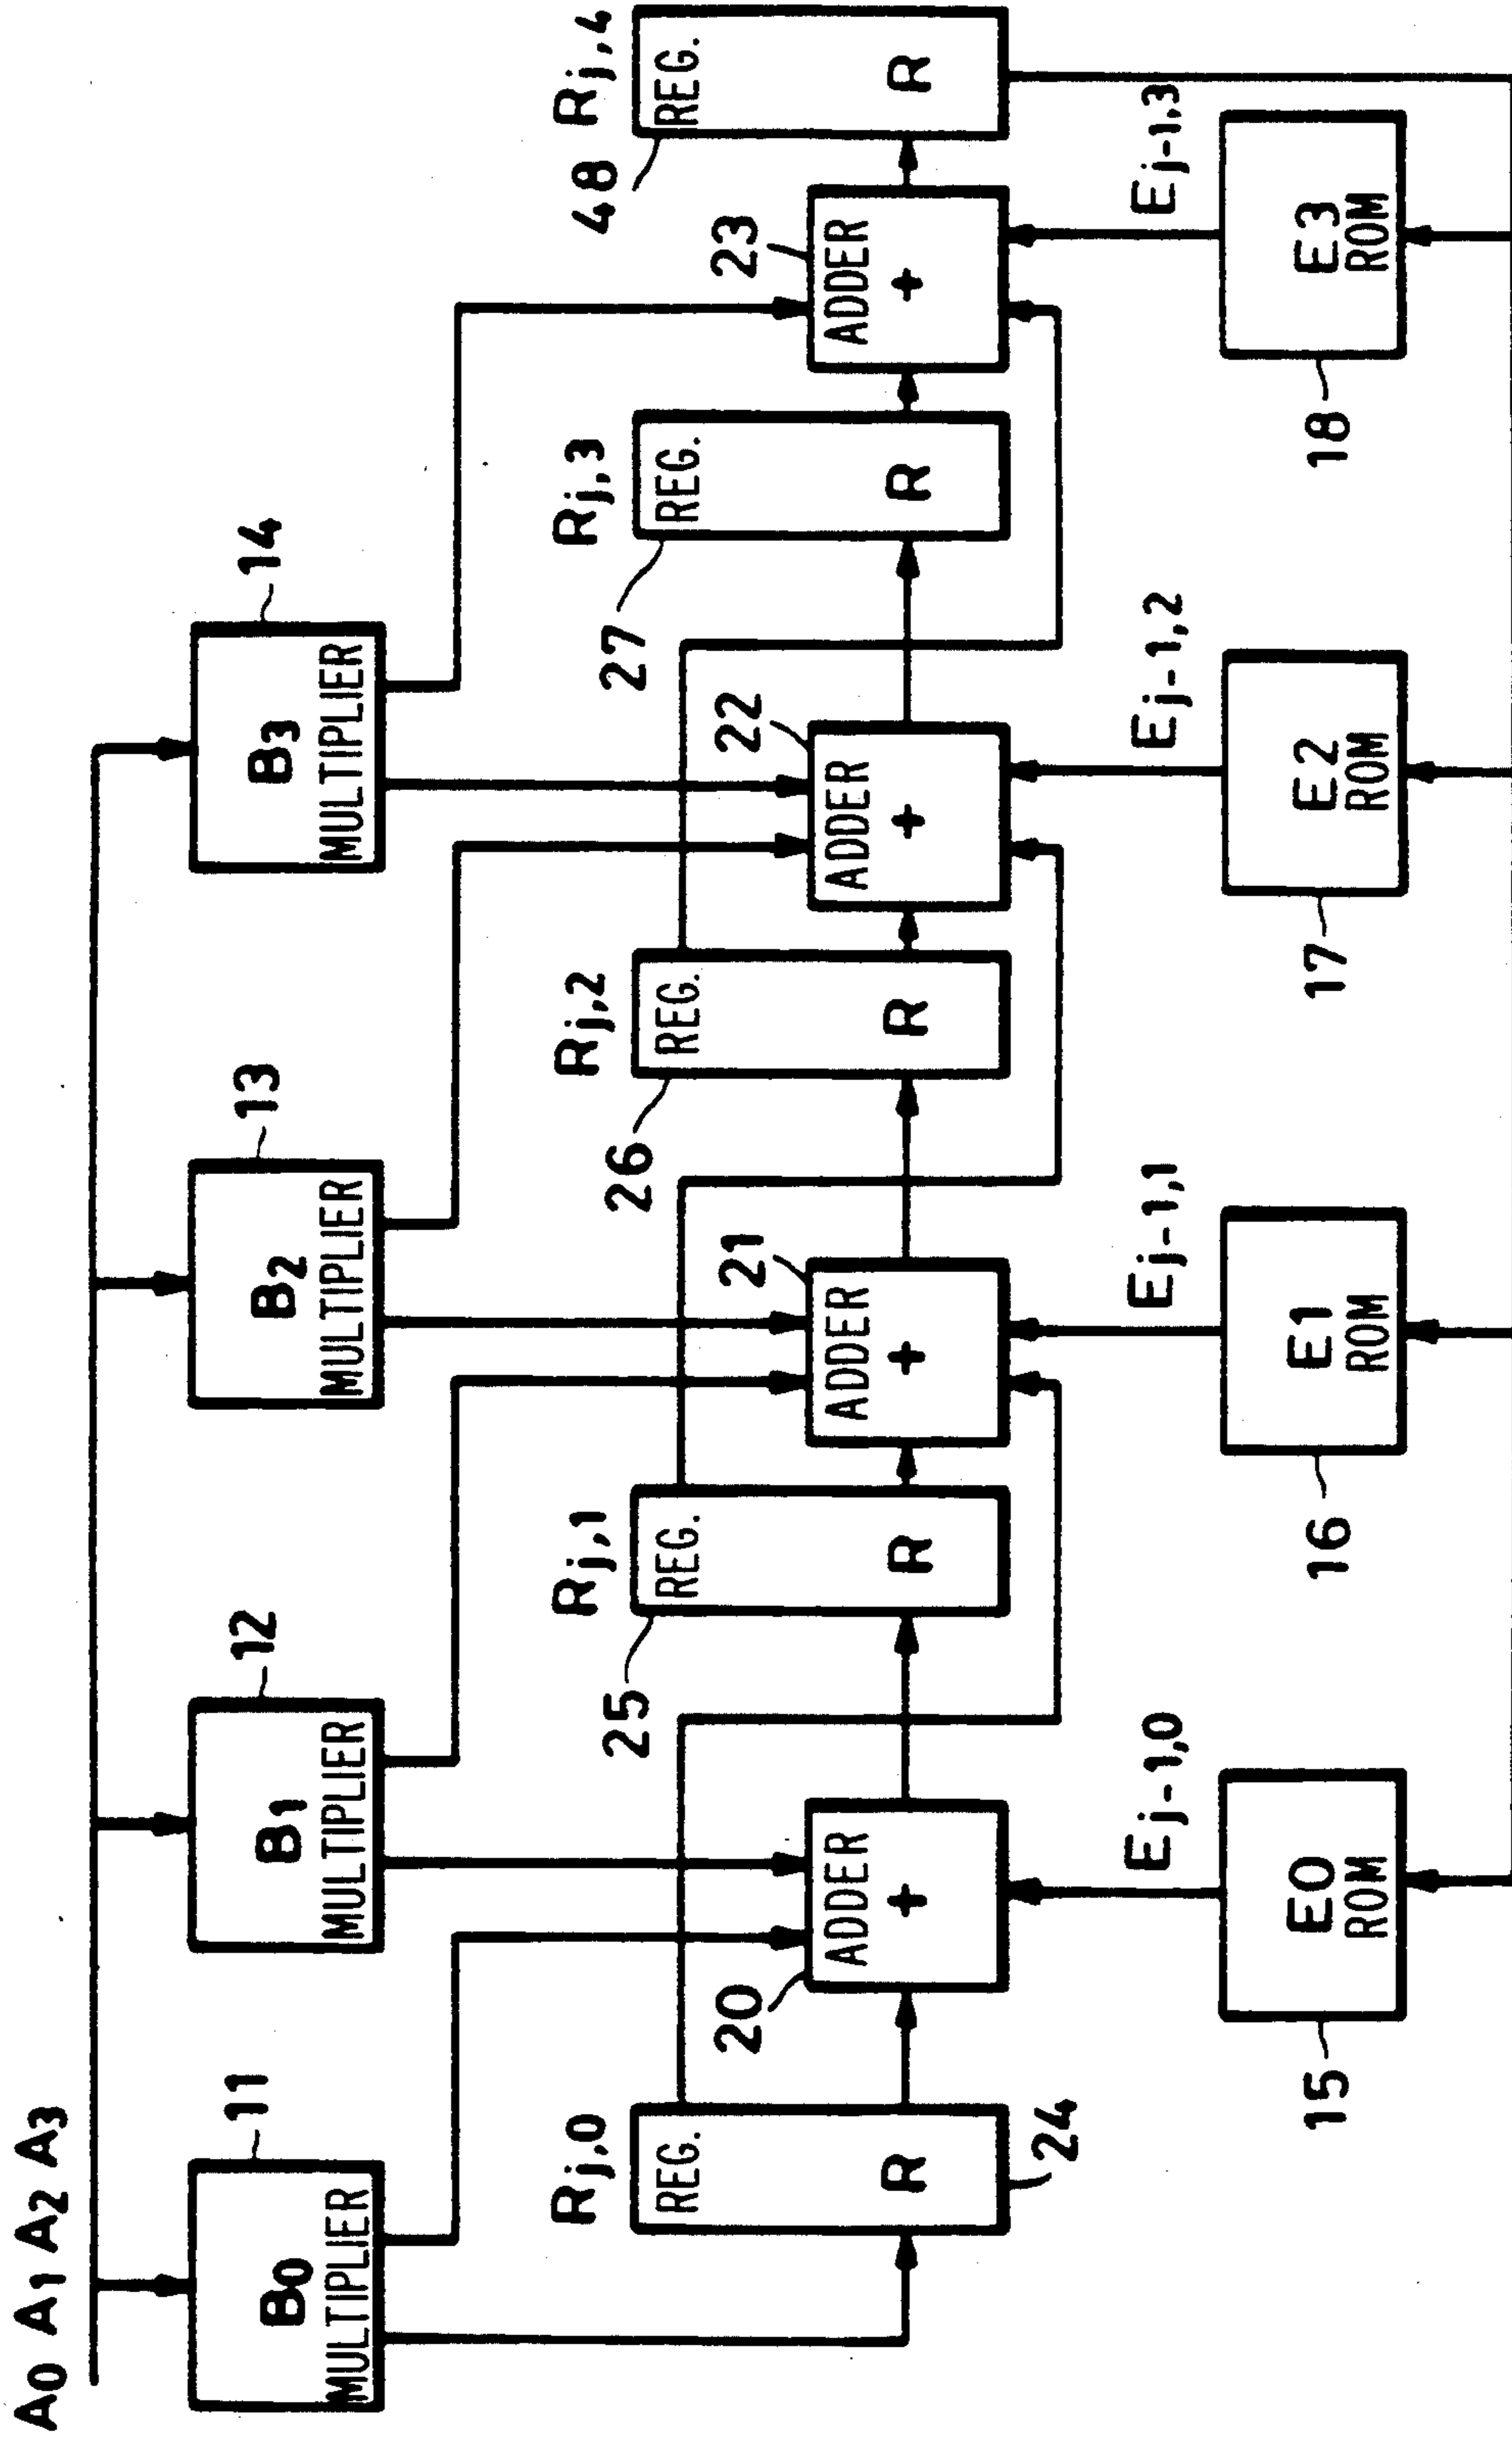 A0 A1 A2 A3
11
12
13
14
B0
MULTIPLIER
B1
MULTIPLIER
B2
MULTIPLIER
B3
MULTIPLIER
Rj,0
Rj,1
Rj,2
Rj,3
Rj,4
25
26
27
48
REG.
R
REG.
R
REG.
R
REG.
R
REG.
R
24
20
21
22
23
ADDER
+
ADDER
+
ADDER
+
ADDER
+
Ej-1,0
Ej-1,1
Ej-1,2
Ej-1,3
15
16
17
18
E0
ROM
E1
ROM
E2
ROM
E3
ROM